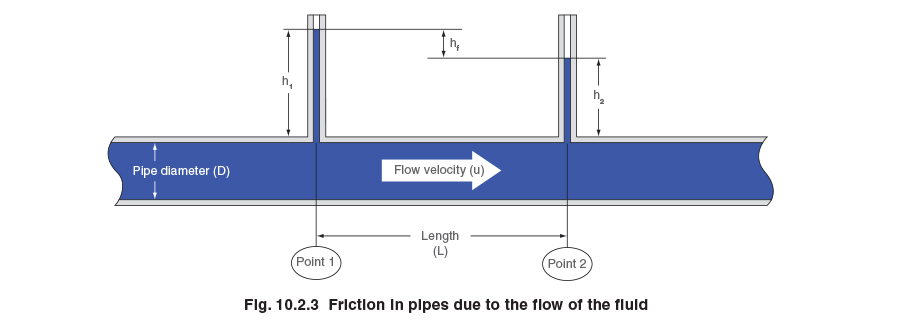 hf
h1
h2
Pipe diameter (D)
Flow velocity (u)
Length
(L)
Point 1
Point 2
Fig. 10.2.3 Friction in pipes due to the flow of the fluid